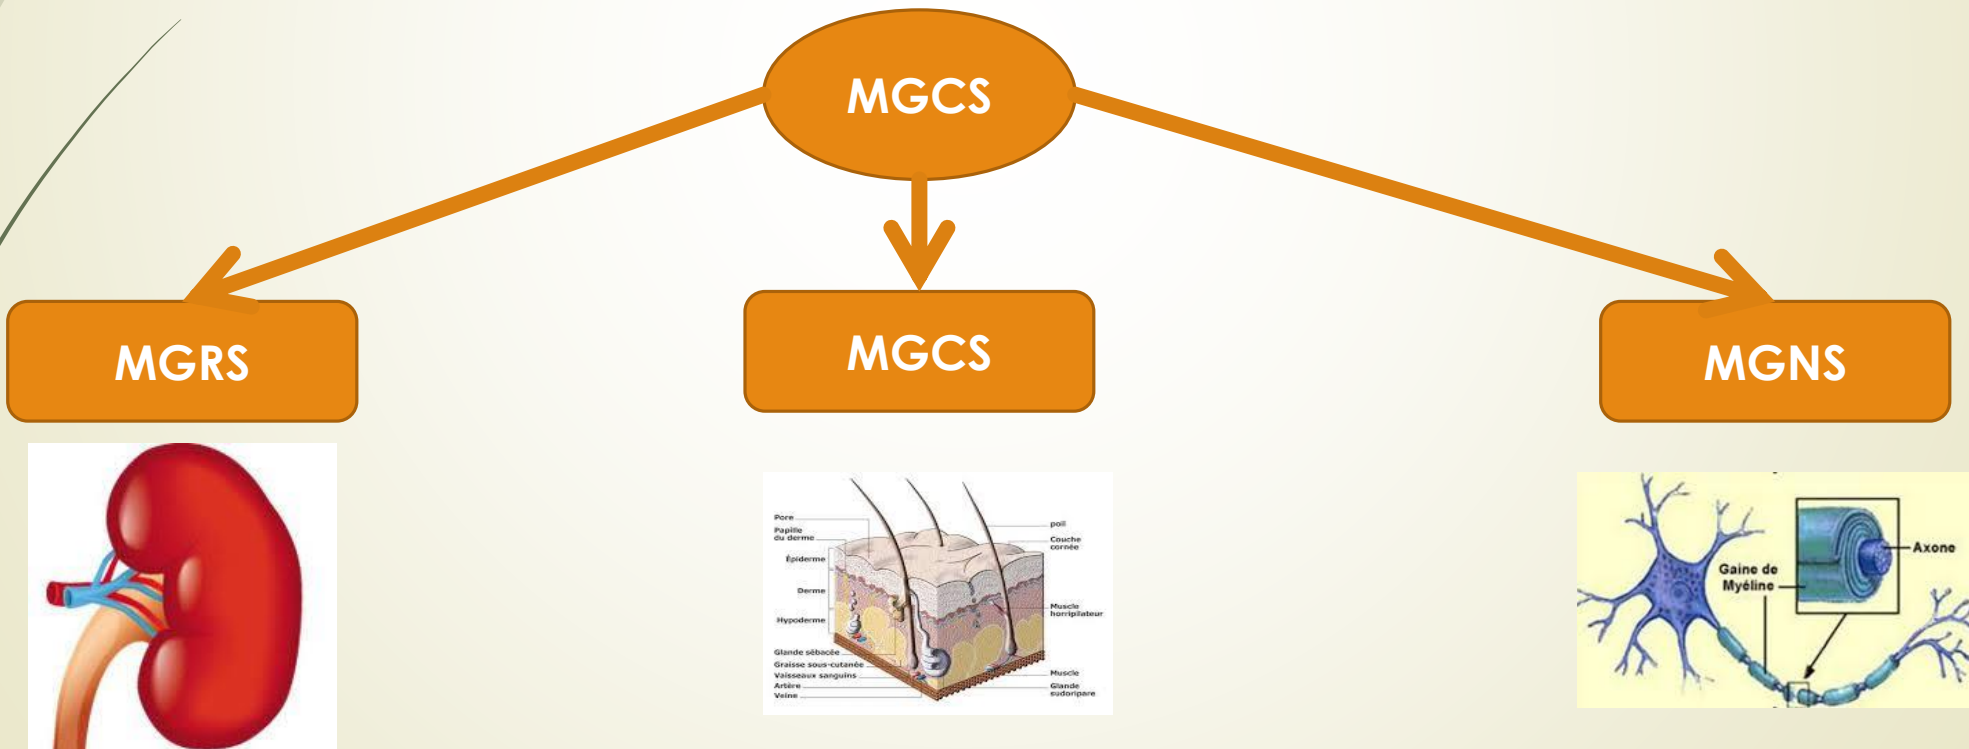 MGCS
MGRS
MGCS
MGNS
Pore
Papille
du derme
Épiderme
Derme
Hypoderme
Glande sébacée
Graisse sous-cutanée
Vaisseaux sanguins
Artère
Veine
poil
Couche
cornée
Muscle
horripilateur
Muscle
Glande
sudoripare
Gaine de
Myéline
Axone